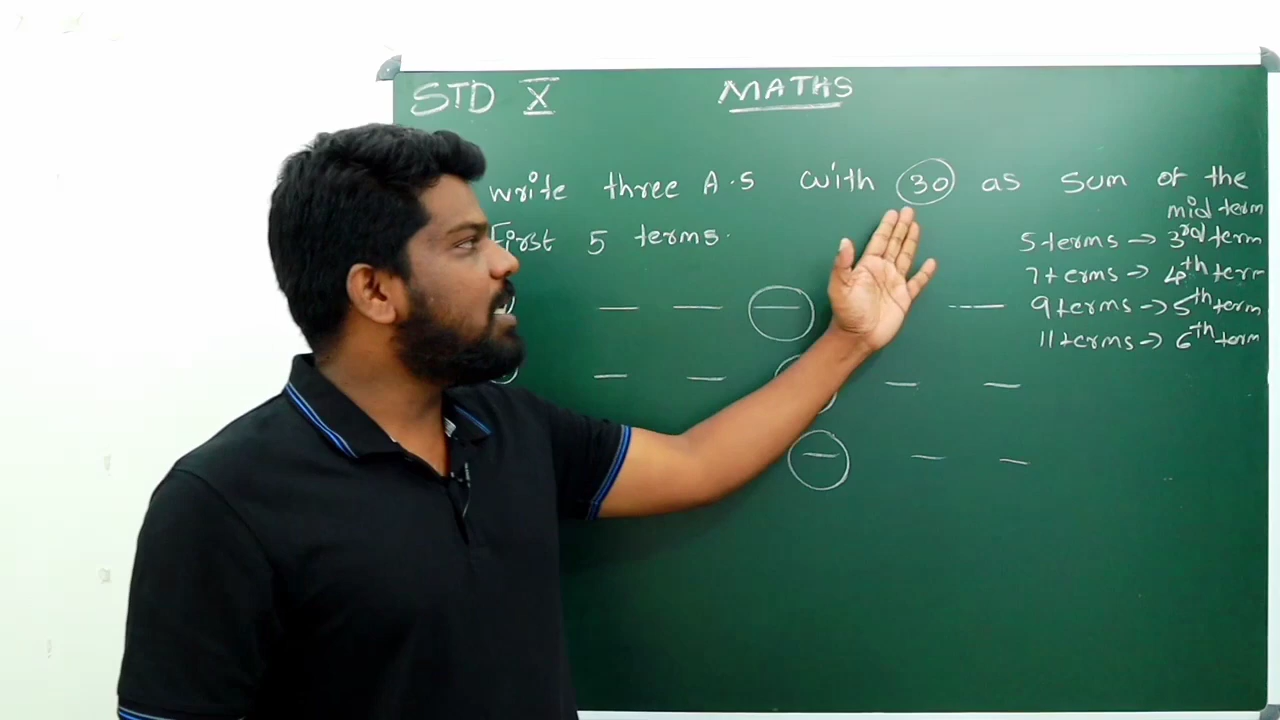 STD X MATHS
write three A.S with 30 as sum of the
First 5 terms.
mid term
5 terms → 3rd term
7 terms → 4th term
9 terms → 5th term
11 terms → 6th term